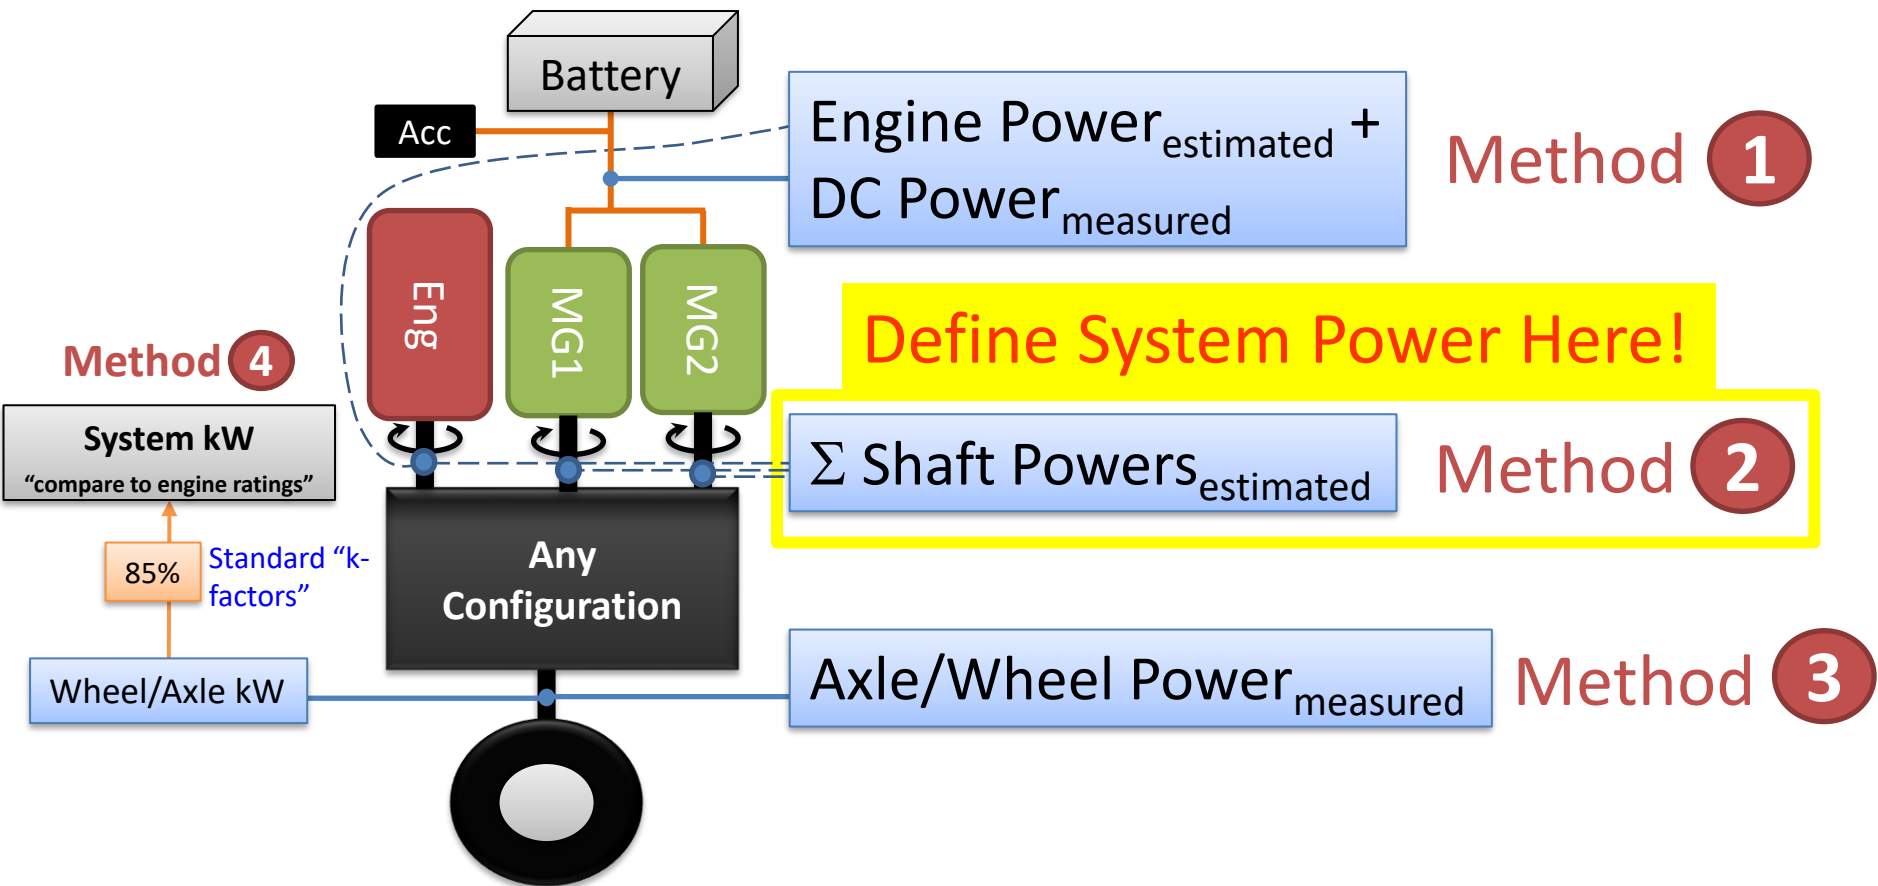 Battery
Acc
Engine Power estimated +
DC Power measured
Method 1
Eng
MG1
MG2
Define System Power Here!
Method 4
System kW
“compare to engine ratings”
Σ Shaft Powers estimated
Method 2
85%
Standard “k-
factors”
Any
Configuration
Wheel/Axle kW
Axle/Wheel Power measured
Method 3